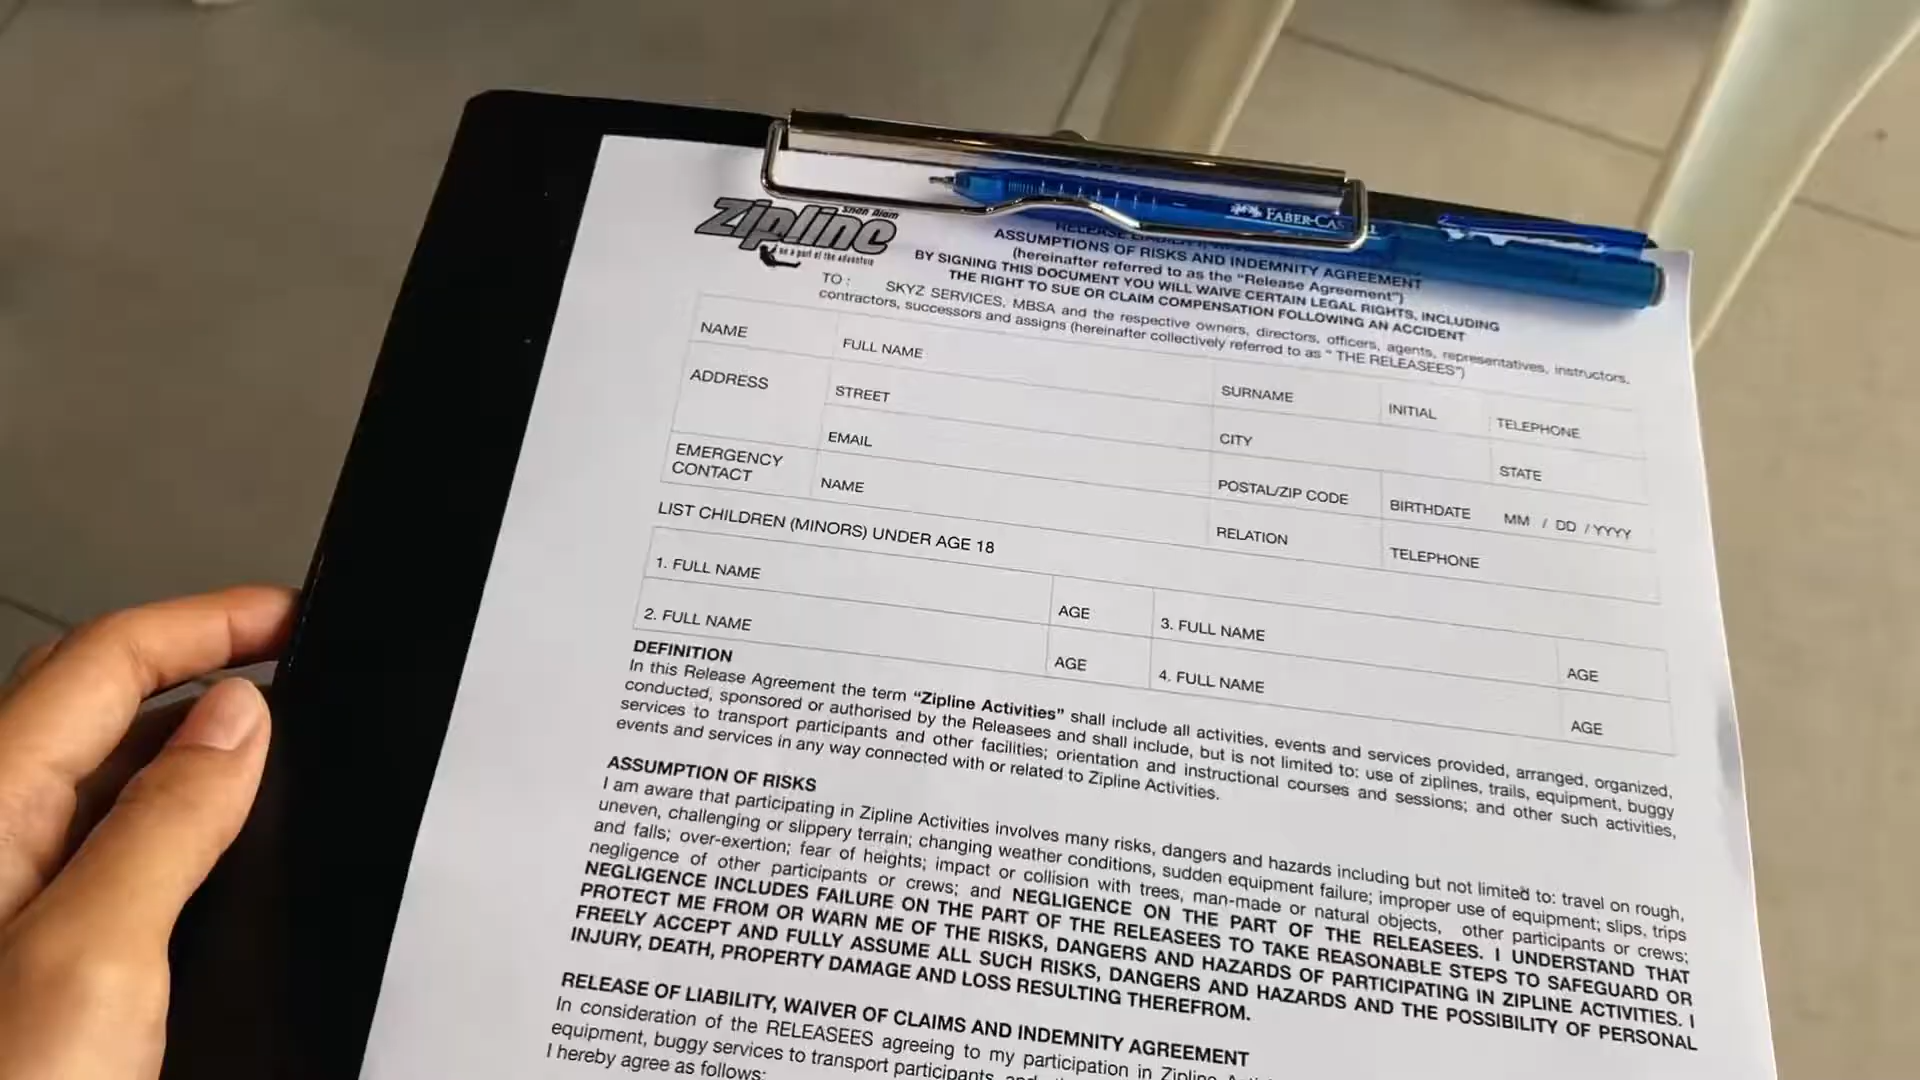 Shah Alam
Zipline
be a part of the adventure
FABER-CAS
RELEASE LIABILITY,
ASSUMPTIONS OF RISKS AND INDEMNITY AGREEMENT
(hereinafter referred to as the “Release Agreement”)
BY SIGNING THIS DOCUMENT YOU WILL WAIVE CERTAIN LEGAL RIGHTS, INCLUDING
THE RIGHT TO SUE OR CLAIM COMPENSATION FOLLOWING AN ACCIDENT
TO : SKYZ SERVICES, MBSA and the respective owners, directors, officers, agents, representatives, instructors,
contractors, successors and assigns (hereinafter collectively referred to as “ THE RELEASEES”)
NAME FULL NAME SURNAME INITIAL TELEPHONE
ADDRESS STREET CITY STATE
EMAIL POSTAL/ZIP CODE BIRTHDATE MM / DD / YYYY
EMERGENCY
CONTACT NAME RELATION TELEPHONE
LIST CHILDREN (MINORS) UNDER AGE 18
1. FULL NAME AGE 3. FULL NAME AGE
2. FULL NAME AGE 4. FULL NAME AGE
DEFINITION
In this Release Agreement the term “Zipline Activities” shall include all activities, events and services provided, arranged, organized,
conducted, sponsored or authorised by the Releasees and shall include, but is not limited to: use of ziplines, trails, equipment, buggy
services to transport participants and other facilities; orientation and instructional courses and sessions; and other such activities,
events and services in any way connected with or related to Zipline Activities.
ASSUMPTION OF RISKS
I am aware that participating in Zipline Activities involves many risks, dangers and hazards including but not limited to: travel on rough,
uneven, challenging or slippery terrain; changing weather conditions, sudden equipment failure; improper use of equipment; slips, trips
and falls; over-exertion; fear of heights; impact or collision with trees, man-made or natural objects, other participants or crews;
negligence of other participants or crews; and NEGLIGENCE ON THE PART OF THE RELEASEES. I UNDERSTAND THAT
NEGLIGENCE INCLUDES FAILURE ON THE PART OF THE RELEASEES TO TAKE REASONABLE STEPS TO SAFEGUARD OR
PROTECT ME FROM OR WARN ME OF THE RISKS, DANGERS AND HAZARDS OF PARTICIPATING IN ZIPLINE ACTIVITIES. I
FREELY ACCEPT AND FULLY ASSUME ALL SUCH RISKS, DANGERS AND HAZARDS AND THE POSSIBILITY OF PERSONAL
INJURY, DEATH, PROPERTY DAMAGE AND LOSS RESULTING THEREFROM.
RELEASE OF LIABILITY, WAIVER OF CLAIMS AND INDEMNITY AGREEMENT
In consideration of the RELEASEES agreeing to my participation in Zipline
equipment, buggy services to transport participants and
I hereby agree as follows: